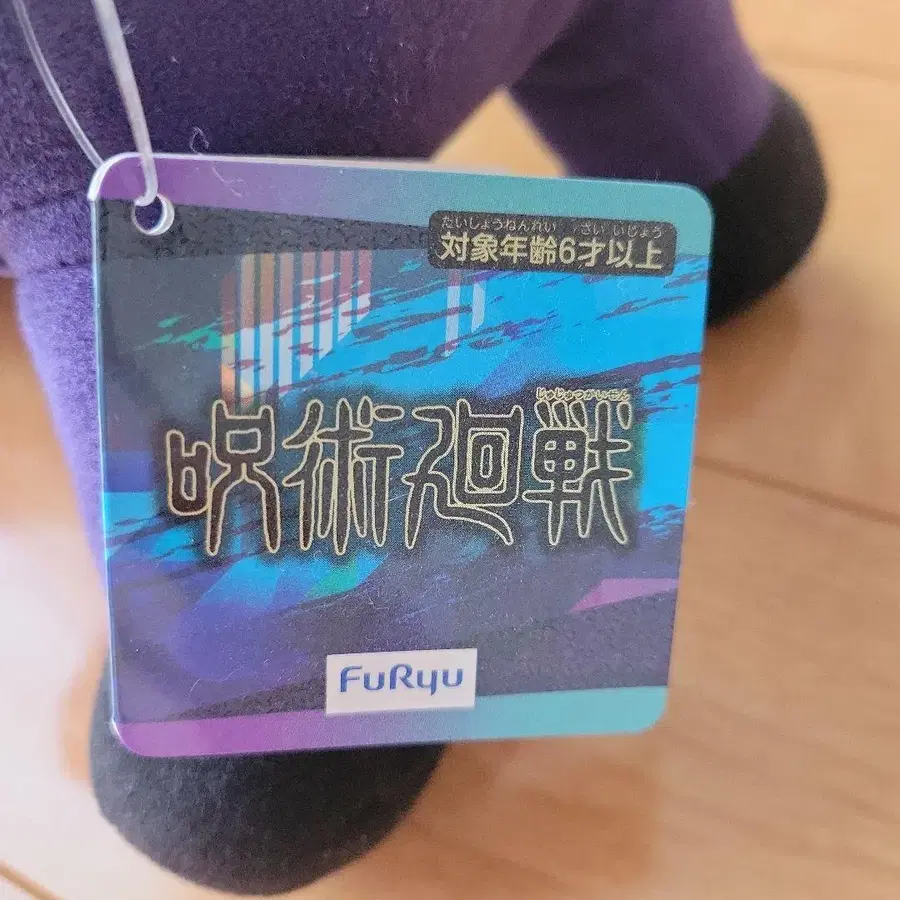 たいしょうねんれい さい いじょう
対象年齢6才以上
じゅじゅつかいせん
呪術廻戦
FuRyu